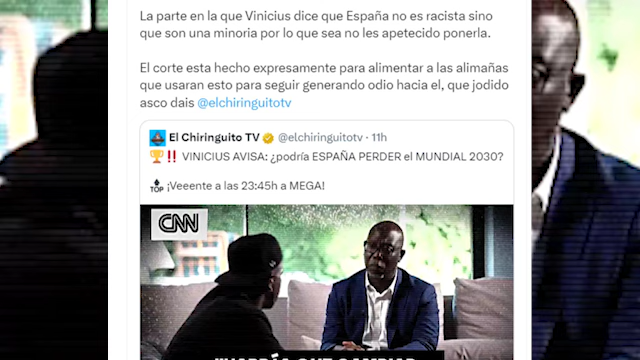 La parte en la que Vinicius dice que España no es racista sino
que son una minoria por lo que sea no les apetecido ponerla.
El corte esta hecho expresamente para alimentar a las alimañas
que usaran esto para seguir generando odio hacia el, que jodido
asco dais @elchiringuitotv
El Chiringuito TV @elchiringuitotv · 11h
🏆‼️ VINICIUS AVISA: ¿podría ESPAÑA PERDER el MUNDIAL 2030?
🔝 ¡Veeente a las 23:45h a MEGA!
CNN